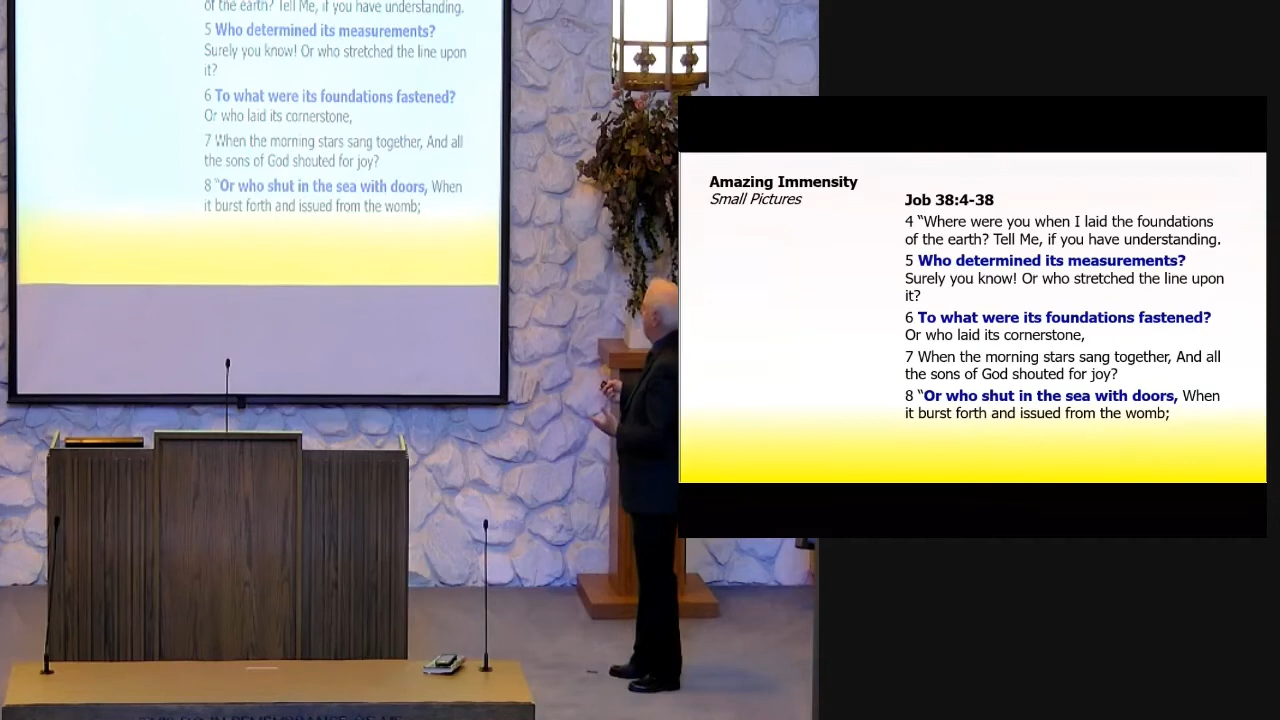 of the earth? Tell Me, if you have understanding.
5 Who determined its measurements?
Surely you know! Or who stretched the line upon
it?
6 To what were its foundations fastened?
Or who laid its cornerstone,
7 When the morning stars sang together, And all
the sons of God shouted for joy?
8 "Or who shut in the sea with doors, When
it burst forth and issued from the womb;
Amazing Immensity
Small Pictures
Job 38:4-38
4 "Where were you when I laid the foundations
of the earth? Tell Me, if you have understanding.
5 Who determined its measurements?
Surely you know! Or who stretched the line upon
it?
6 To what were its foundations fastened?
Or who laid its cornerstone,
7 When the morning stars sang together, And all
the sons of God shouted for joy?
8 "Or who shut in the sea with doors, When
it burst forth and issued from the womb;
THIS DO IN REMEMBRANCE OF ME